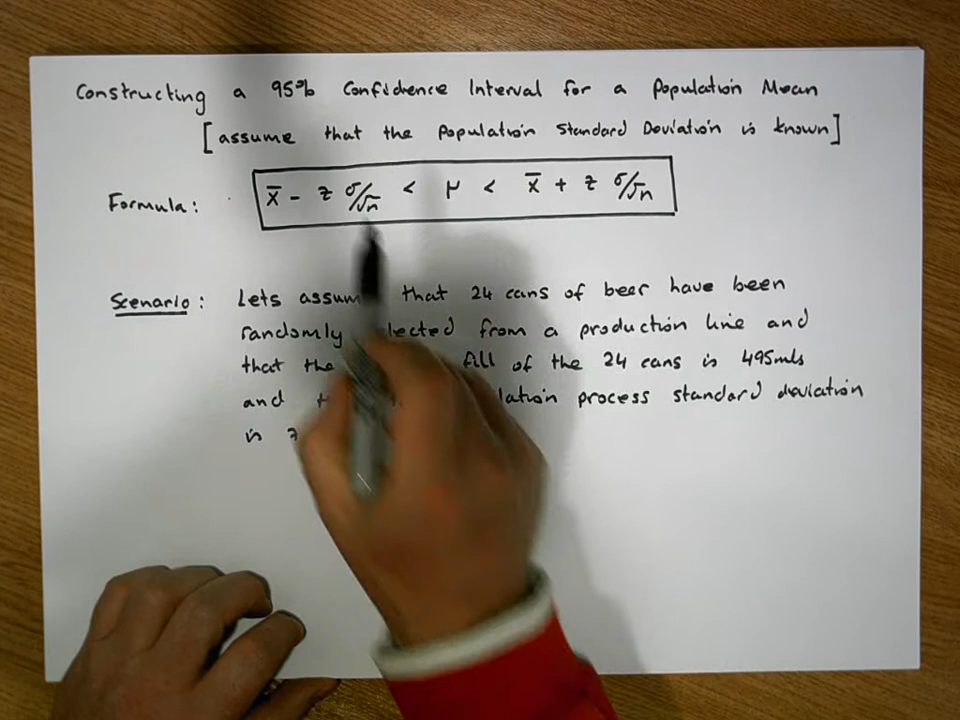 Constructing a 95% Confidence Interval for a Population Mean
[assume that the Population Standard Deviation is known]
Formula: x̄ - z σ/√n < μ < x̄ + z σ/√n
Scenario: Lets assum that 24 cans of beer have been
randomly lected from a production line and
that the fill of the 24 cans is 495mls
and lation process standard deviation
is